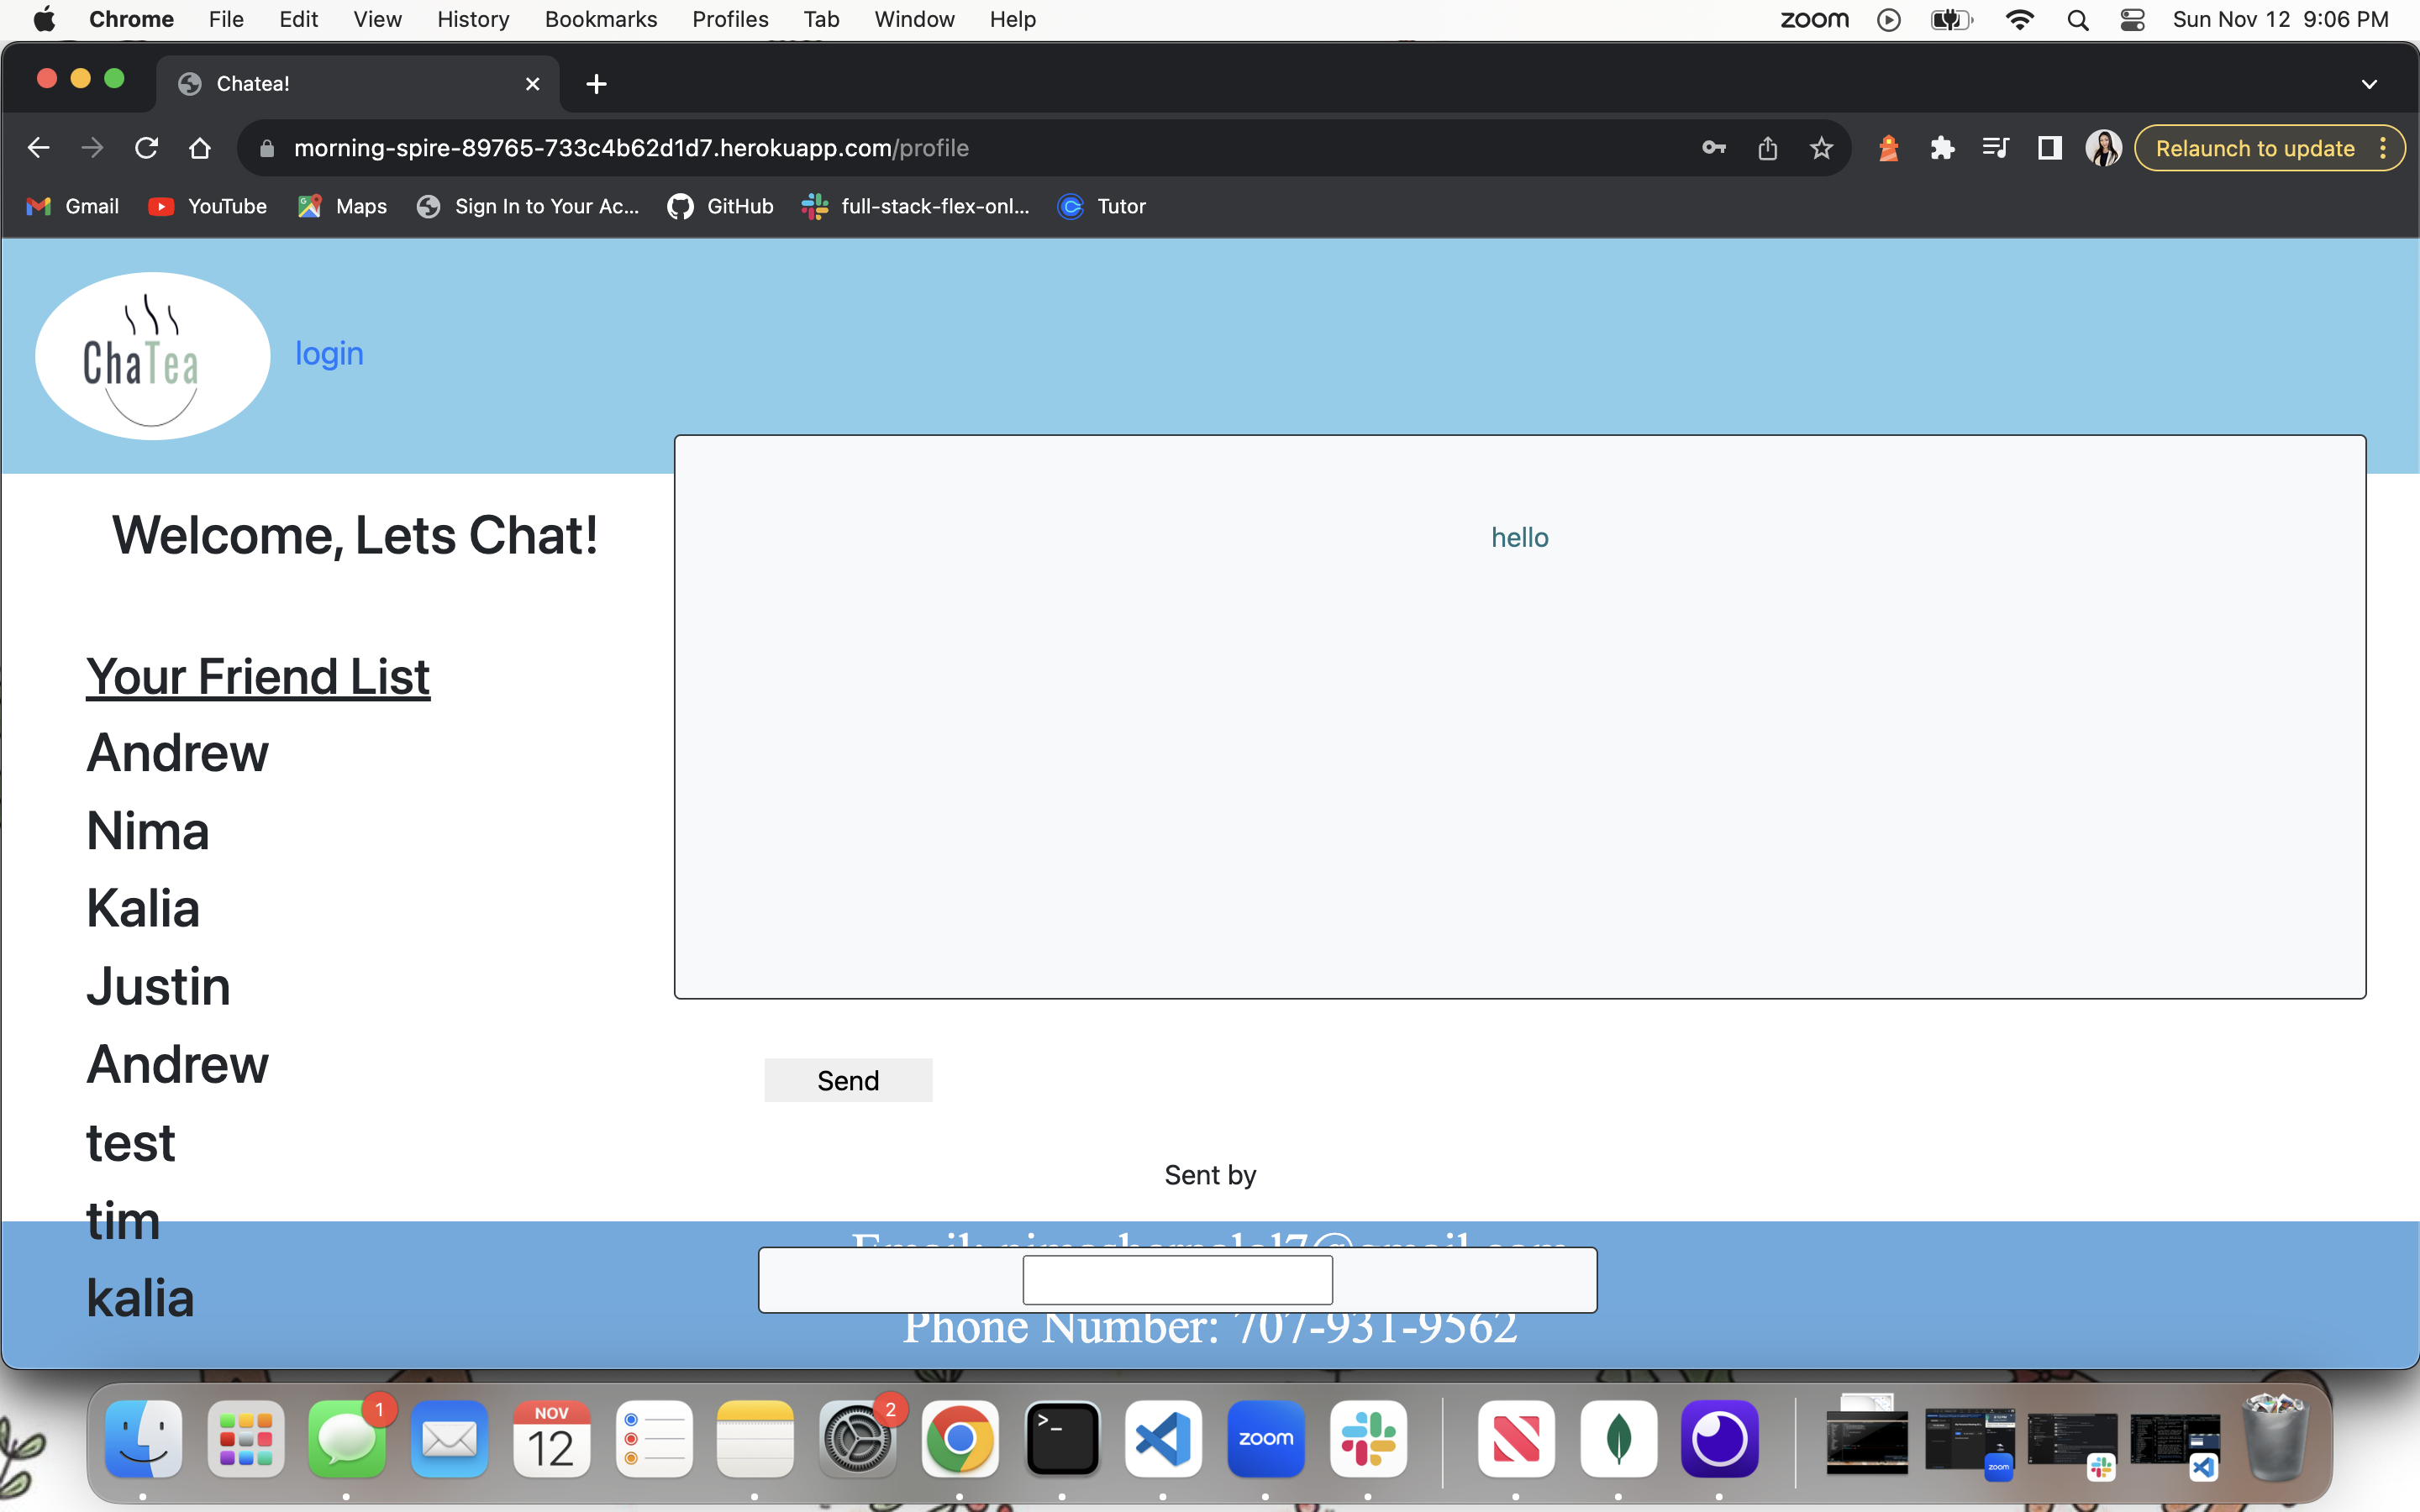 Chrome File Edit View History Bookmarks Profiles Tab Window Help zoom Sun Nov 12 9:06 PM
Chatea!
morning-spire-89765-733c4b62d1d7.herokuapp.com/profile Relaunch to update
Gmail YouTube Maps Sign In to Your Ac... GitHub full-stack-flex-onl... Tutor
ChaTea
login
Welcome, Lets Chat!
hello
Your Friend List
Andrew
Nima
Kalia
Justin
Andrew
test
tim
kalia
Send
Sent by
Phone Number: 707-931-9562
1
NOV
12
2
zoom
zoom